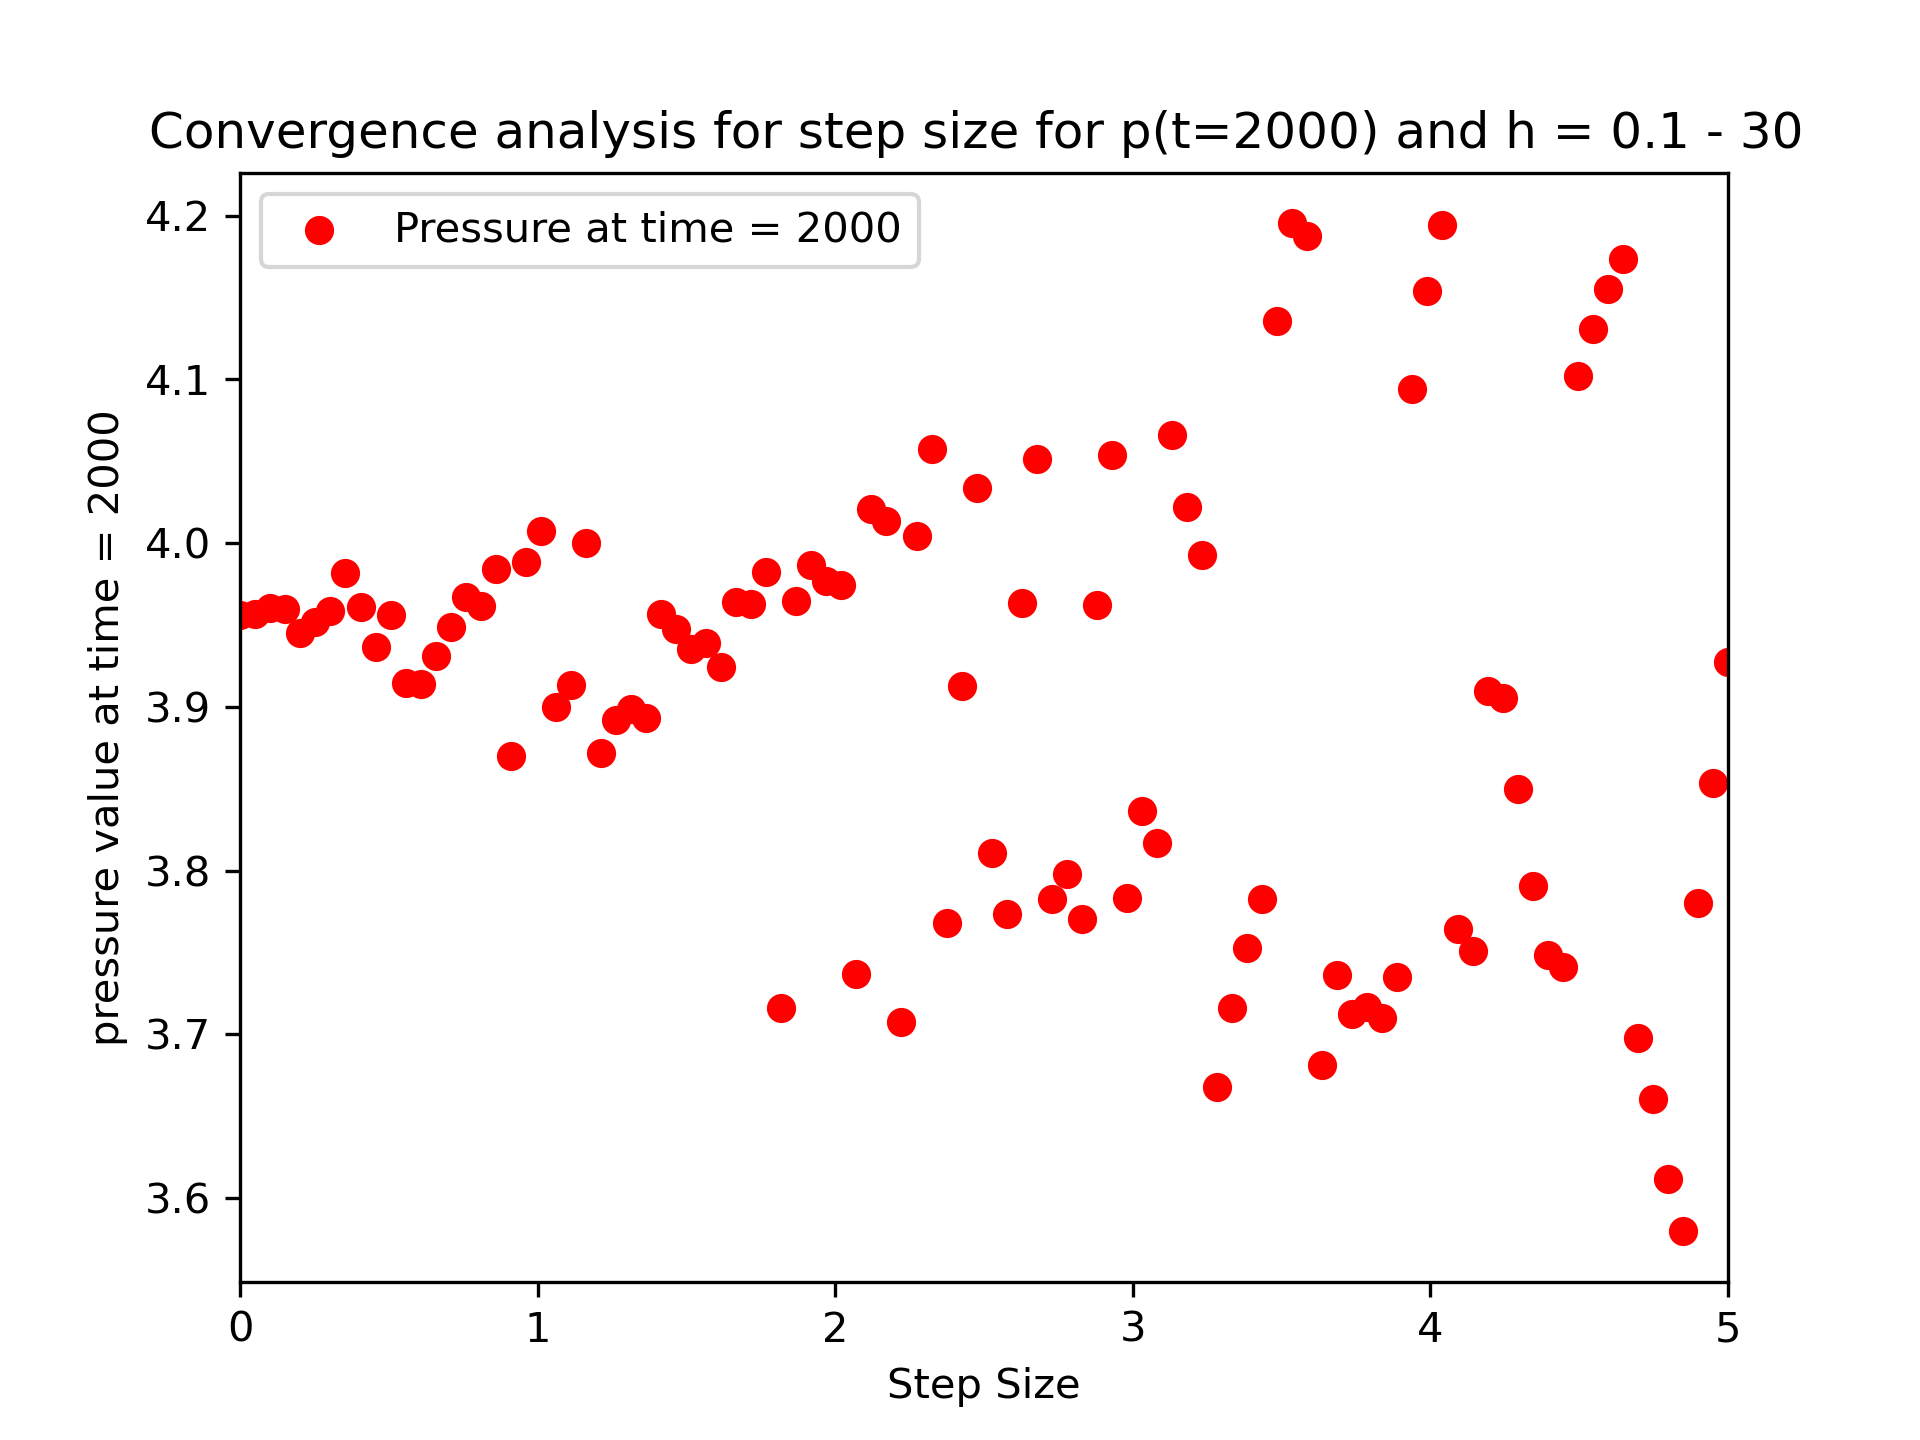 Convergence analysis for step size for p(t=2000) and h = 0.1 - 30
Pressure at time = 2000
4.2
4.1
4.0
3.9
3.8
3.7
3.6
pressure value at time = 2000
0 1 2 3 4 5
Step Size